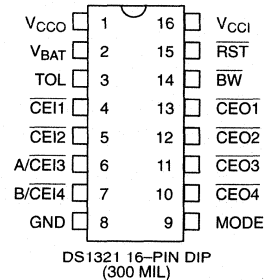 VCCO 1 16 VCCI
VBAT 2 15 RST
TOL 3 14 BW
CEI1 4 13 CEO1
CEI2 5 12 CEO2
A/CEI3 6 11 CEO3
B/CEI4 7 10 CEO4
GND 8 9 MODE
DS1321 16–PIN DIP
(300 MIL)